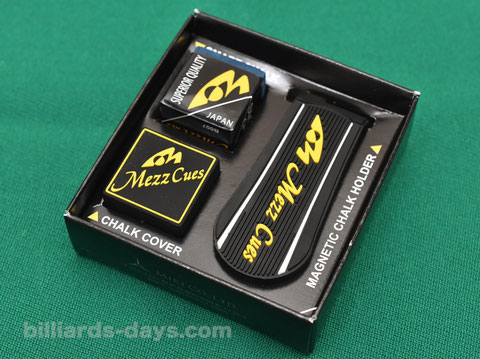 SUPERIOR QUALITY
JAPAN
Mezz Cues
Mezz Cues
▲ CHALK COVER
MAGNETIC CHALK HOLDER ▲
billiards-days.com